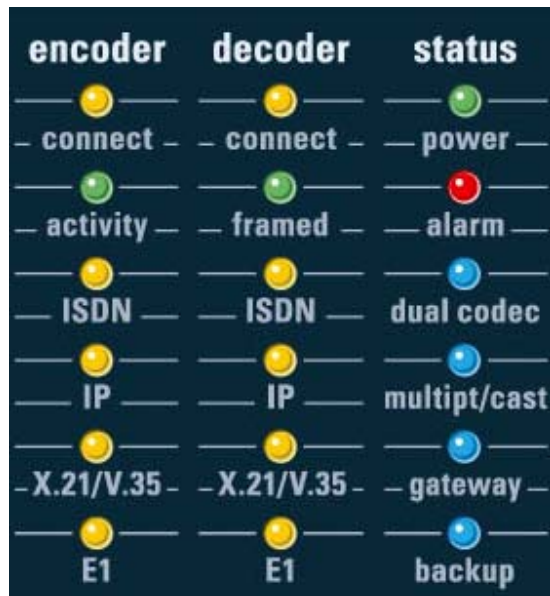 encoder decoder status
connect connect power
activity framed alarm
ISDN ISDN dual codec
IP IP multipt/cast
X.21/V.35 X.21/V.35 gateway
E1 E1 backup